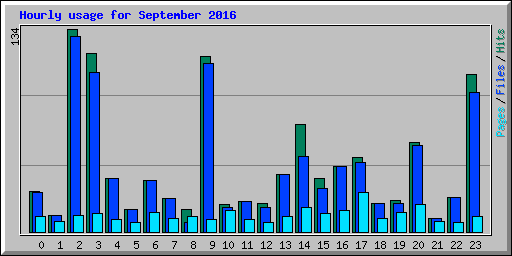 Hourly usage for September 2016
134
Pages/Files/Hits
0 1 2 3 4 5 6 7 8 9 10 11 12 13 14 15 16 17 18 19 20 21 22 23